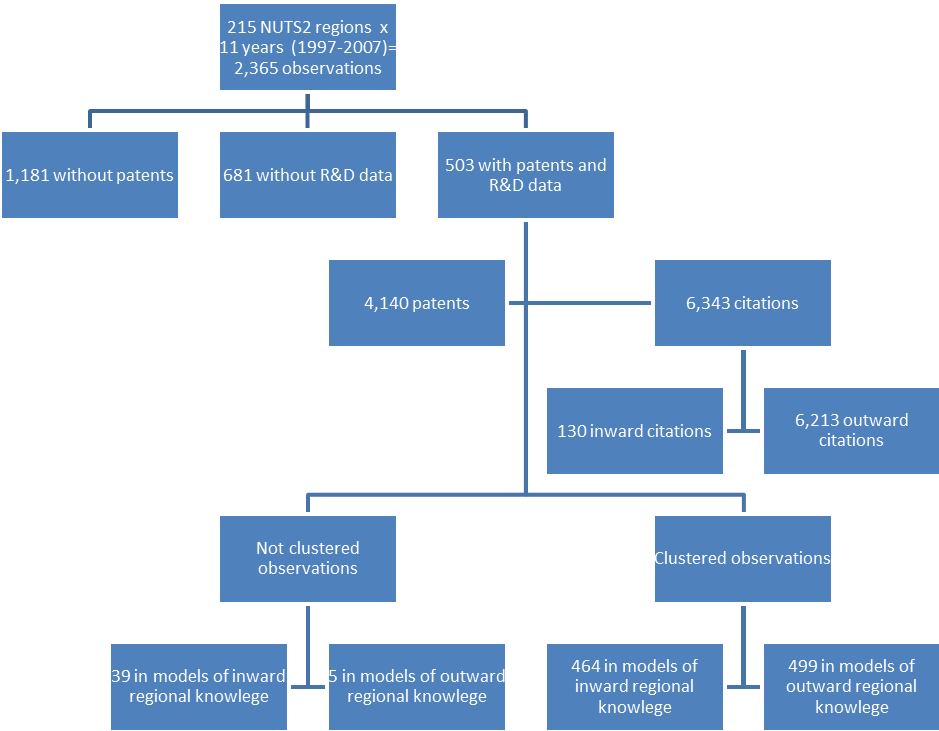 215 NUTS2 regions x
11 years (1997-2007)=
2,365 observations
1,181 without patents
681 without R&D data
503 with patents and
R&D data
4,140 patents
6,343 citations
130 inward citations
6,213 outward
citations
Not clustered
observations
Clustered observations
39 in models of inward
regional knowlege
5 in models of outward
regional knowlege
464 in models of
inward regional
knowlege
499 in models of
outward regional
knowlege